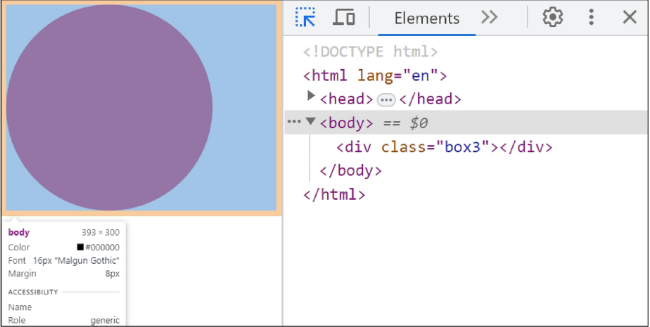 Elements
<!DOCTYPE html>
<html lang="en">
<head> ••• </head>
••• <body> == $0
<div class="box3"></div>
</body>
</html>
body 393 × 300
Color #000000
Font 16px "Malgun Gothic"
Margin 8px
ACCESSIBILITY
Name
Role generic